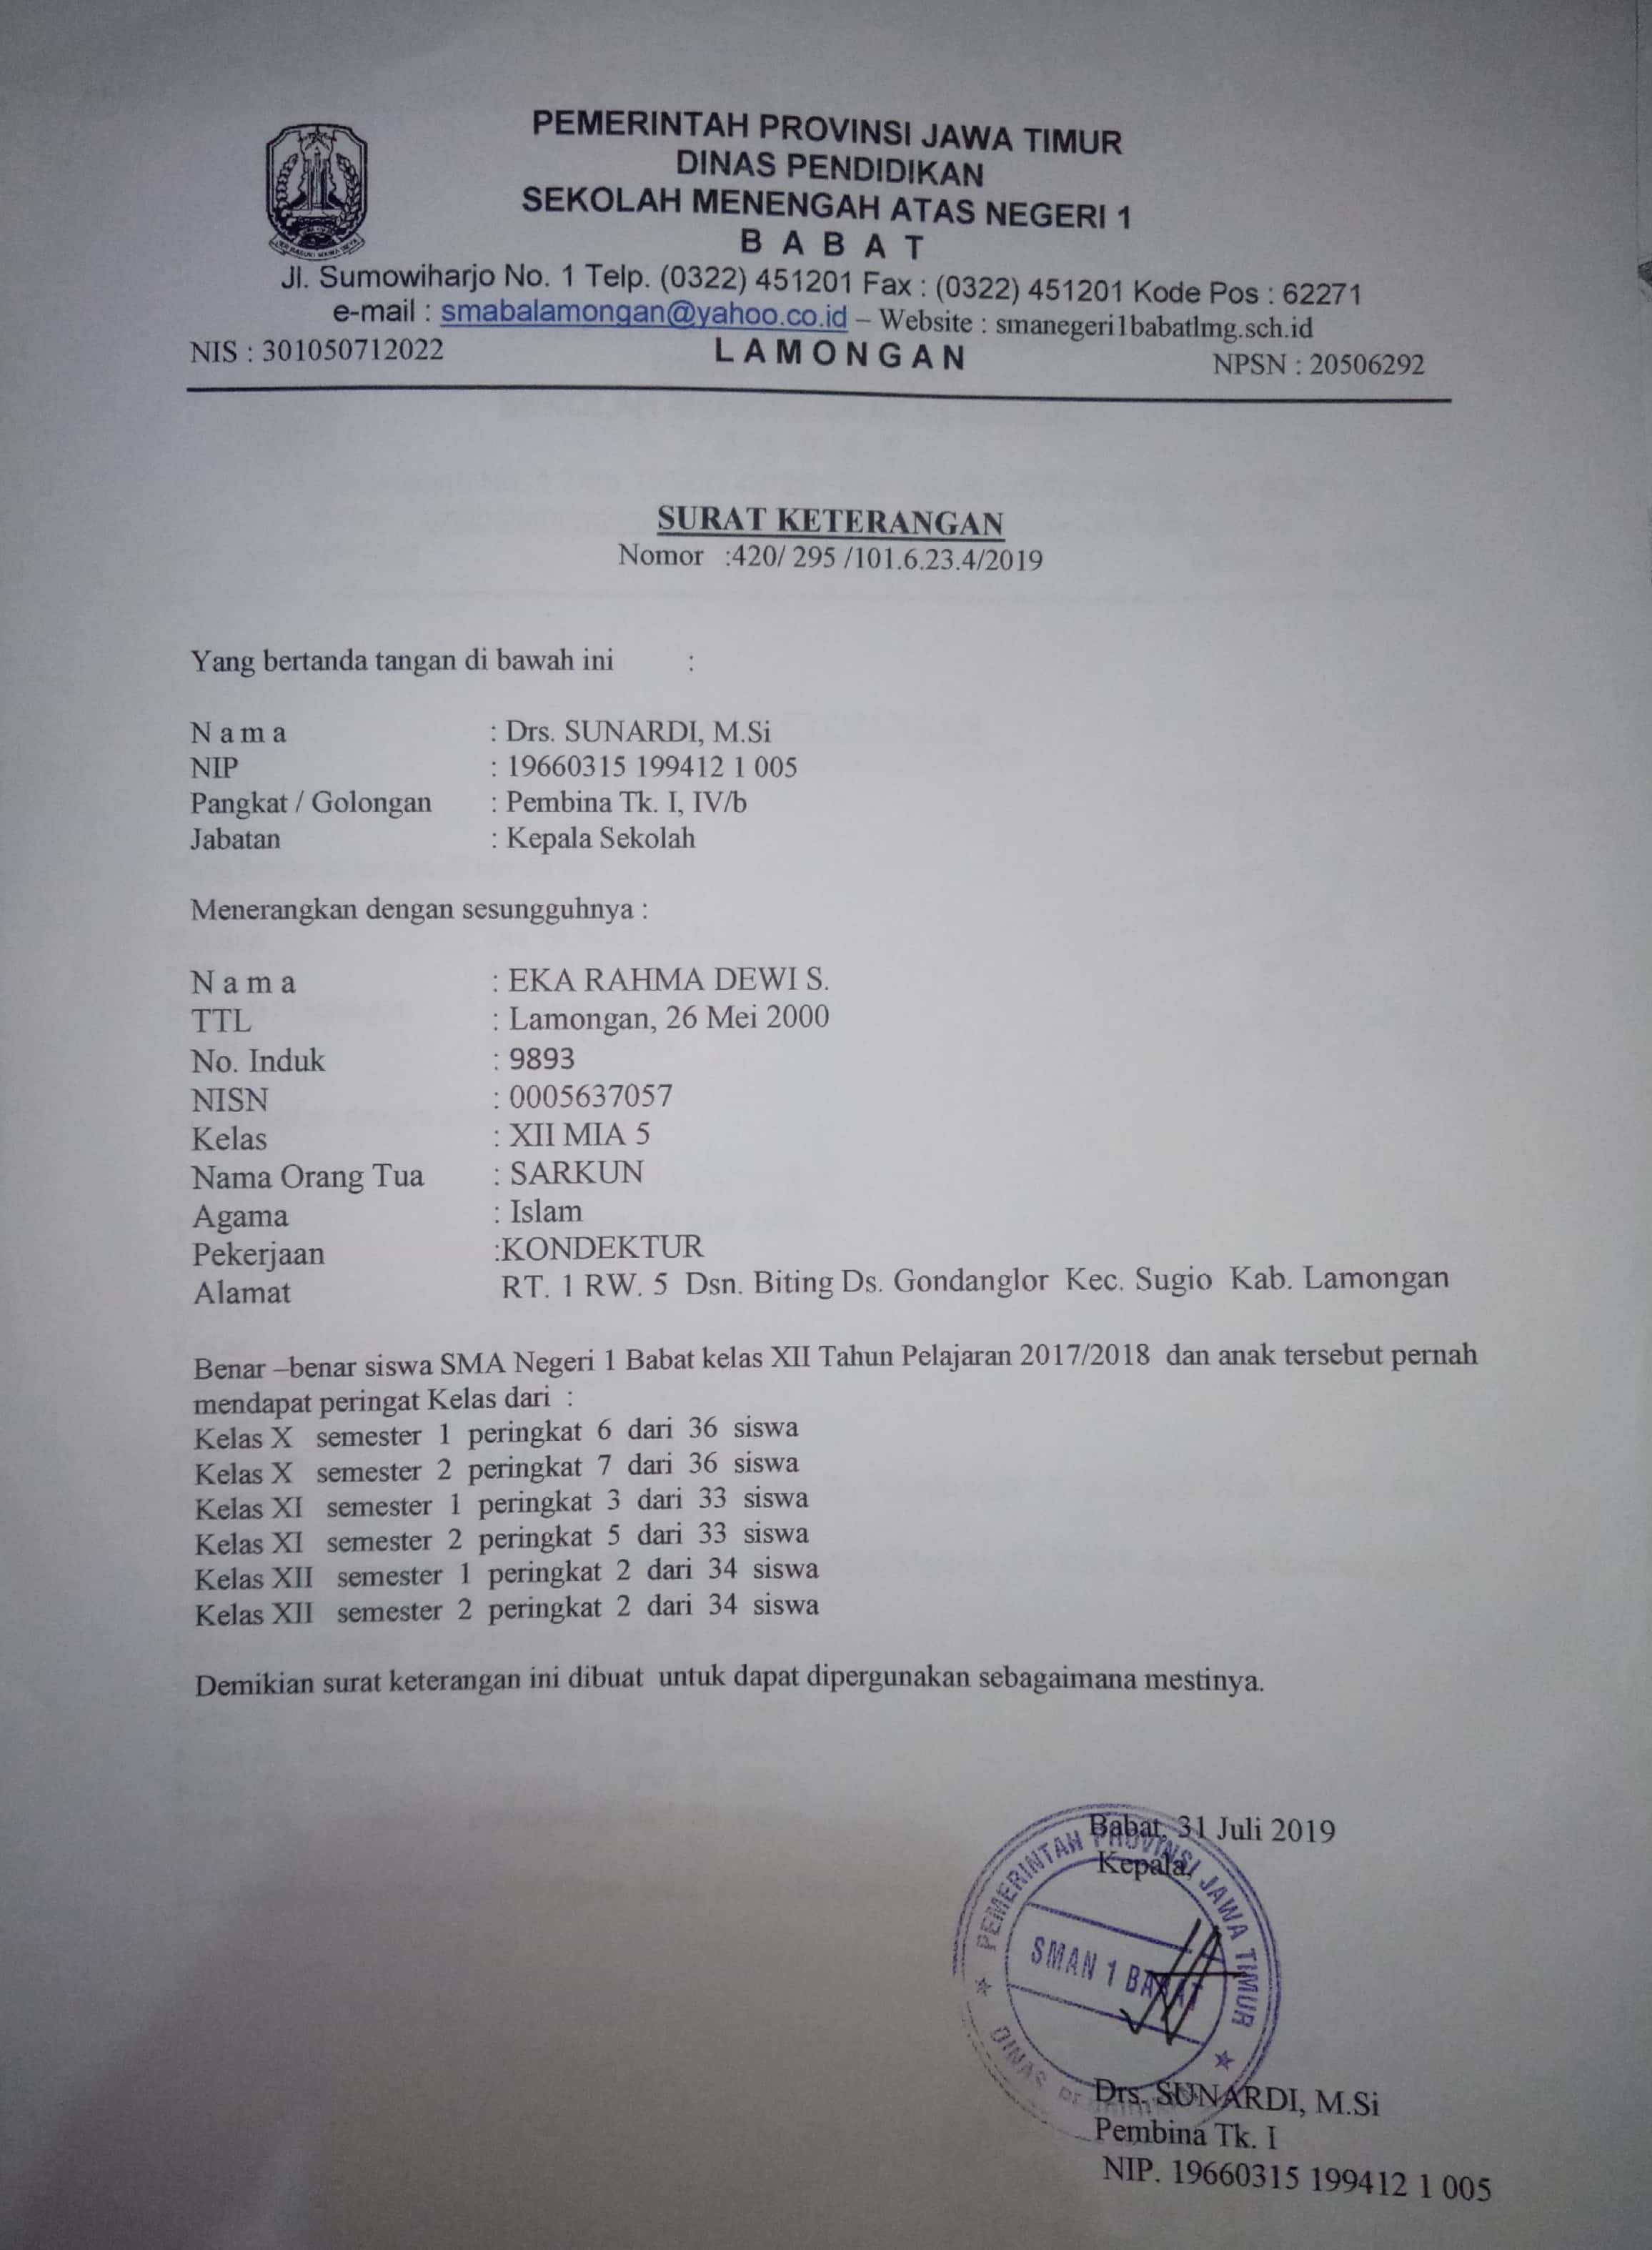 PEMERINTAH PROVINSI JAWA TIMUR
DINAS PENDIDIKAN
SEKOLAH MENENGAH ATAS NEGERI 1
B A B A T
Jl. Sumowiharjo No. 1 Telp. (0322) 451201 Fax : (0322) 451201 Kode Pos : 62271
e-mail : smabalamongan@yahoo.co.id – Website : smanegeri1babatlmg.sch.id
NIS : 301050712022 L A M O N G A N NPSN : 20506292
SURAT KETERANGAN
Nomor :420/ 295 /101.6.23.4/2019
Yang bertanda tangan di bawah ini :
N a m a : Drs. SUNARDI, M.Si
NIP : 19660315 199412 1 005
Pangkat / Golongan : Pembina Tk. I, IV/b
Jabatan : Kepala Sekolah
Menerangkan dengan sesungguhnya :
N a m a : EKA RAHMA DEWI S.
TTL : Lamongan, 26 Mei 2000
No. Induk : 9893
NISN : 0005637057
Kelas : XII MIA 5
Nama Orang Tua : SARKUN
Agama : Islam
Pekerjaan :KONDEKTUR
Alamat RT. 1 RW. 5 Dsn. Biting Ds. Gondanglor Kec. Sugio Kab. Lamongan
Benar –benar siswa SMA Negeri 1 Babat kelas XII Tahun Pelajaran 2017/2018 dan anak tersebut pernah
mendapat peringat Kelas dari :
Kelas X semester 1 peringkat 6 dari 36 siswa
Kelas X semester 2 peringkat 7 dari 36 siswa
Kelas XI semester 1 peringkat 3 dari 33 siswa
Kelas XI semester 2 peringkat 5 dari 33 siswa
Kelas XII semester 1 peringkat 2 dari 34 siswa
Kelas XII semester 2 peringkat 2 dari 34 siswa
Demikian surat keterangan ini dibuat untuk dapat dipergunakan sebagaimana mestinya.
Babat, 31 Juli 2019
Kepala,
PEMERINTAH PROVINSI JAWA TIMUR
SMAN 1 BABAT
DINAS PENDIDIKAN
Drs. SUNARDI, M.Si
Pembina Tk. I
NIP. 19660315 199412 1 005